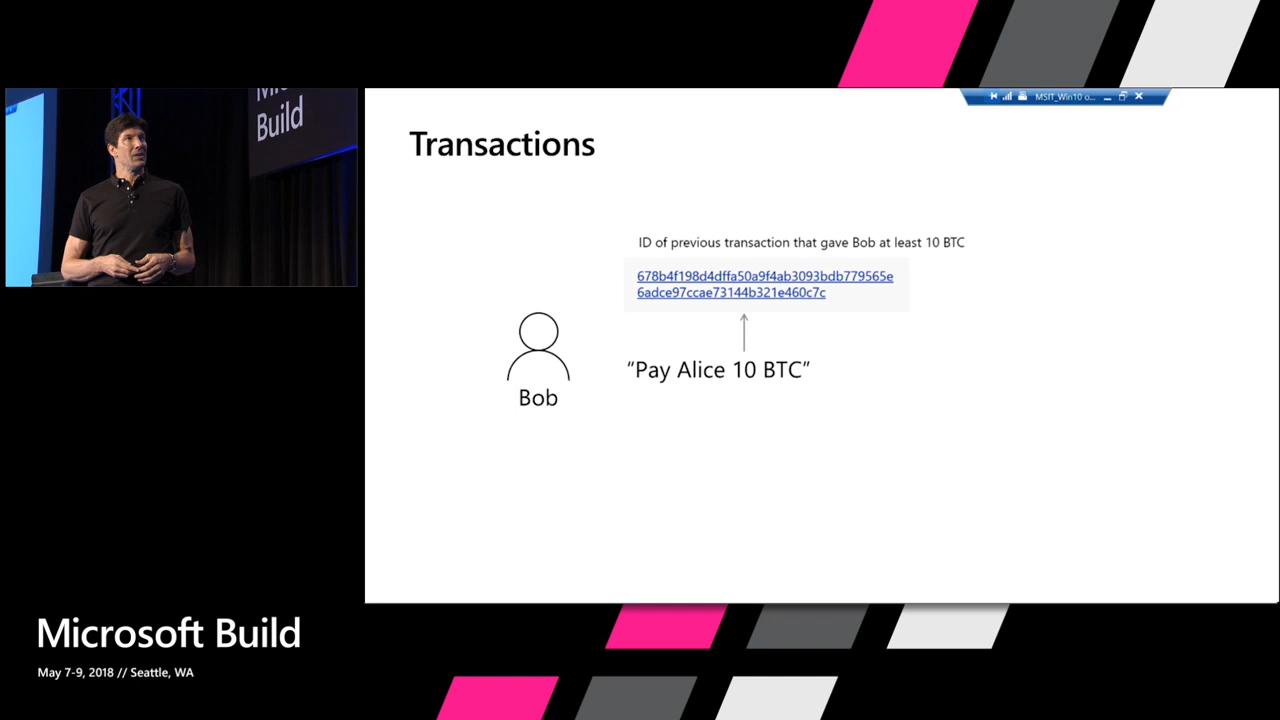 Build
MSIT_Win10 o...
Transactions
ID of previous transaction that gave Bob at least 10 BTC
678b4f198d4dffa50a9f4ab3093bdb779565e
6adce97ccae73144b321e460c7c
“Pay Alice 10 BTC”
Bob
Microsoft Build
May 7-9, 2018 // Seattle, WA